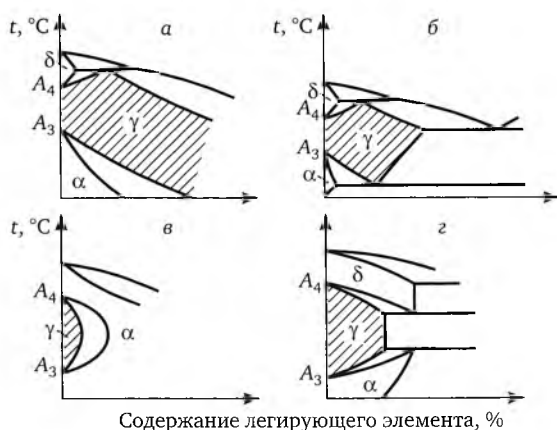 t, °C
а
δ
A4
A3
γ
α
t, °C
б
δ
A4
A3
γ
α
t, °C
в
A4
γ
A3
α
г
A4
δ
γ
A3
α
Содержание легирующего элемента, %